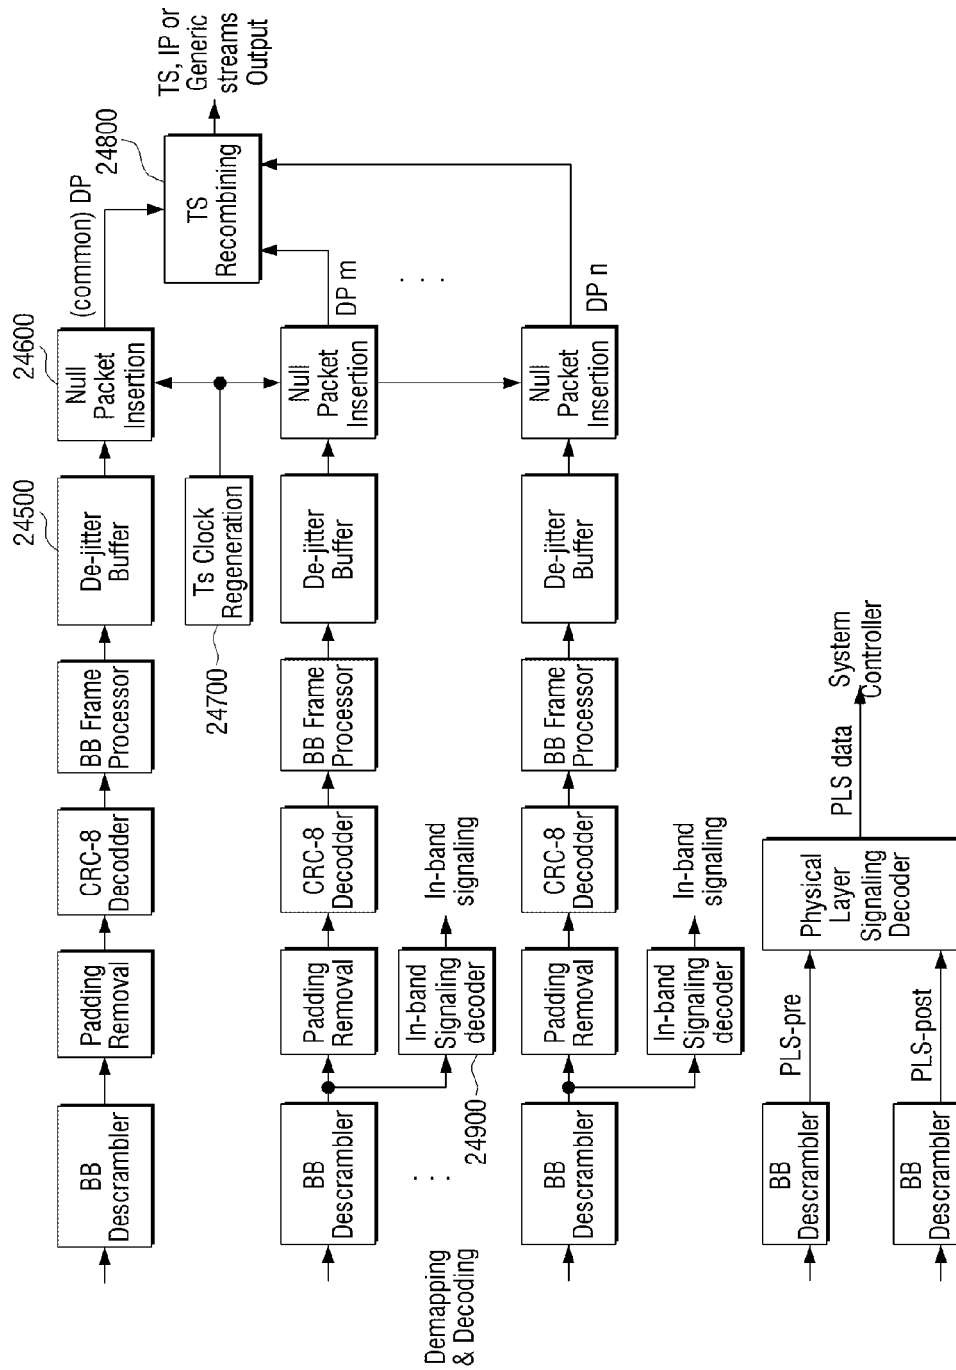 BB
Descrambler
Padding
Removal
CRC-8
Decodder
BB Frame
Processor
24500
De-jitter
Buffer
24600
Null
Packet
Insertion
(common) DP
24800
TS
Recombining
TS, IP or
Generic
streams
Output
24700
Ts Clock
Regeneration
BB
Descrambler
Padding
Removal
CRC-8
Decodder
BB Frame
Processor
De-jitter
Buffer
Null
Packet
Insertion
DP m
24900
In-band
Signaling
decoder
In-band
signaling
. . .
. . .
Demapping
& Decoding
BB
Descrambler
Padding
Removal
CRC-8
Decodder
BB Frame
Processor
De-jitter
Buffer
Null
Packet
Insertion
DP n
In-band
Signaling
decoder
In-band
signaling
BB
Descrambler
PLS-pre
Physical
Layer
Signaling
Decoder
PLS data
System
Controller
BB
Descrambler
PLS-post